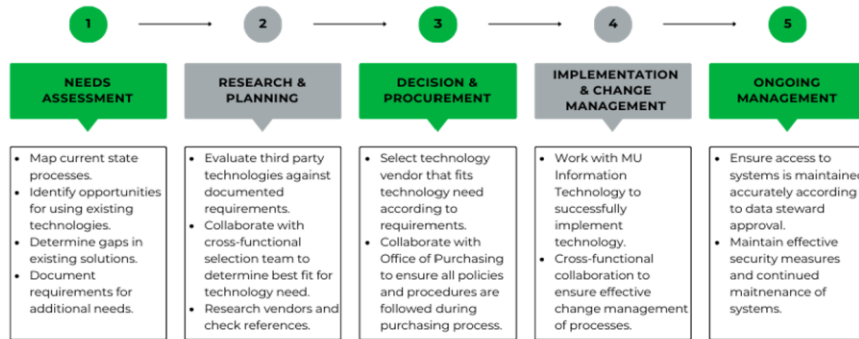 1
2
3
4
5
NEEDS
ASSESSMENT
RESEARCH &
PLANNING
DECISION &
PROCUREMENT
IMPLEMENTATION
& CHANGE
MANAGEMENT
ONGOING
MANAGEMENT
• Map current state
processes.
• Identify opportunities
for using existing
technologies.
• Determine gaps in
existing solutions.
• Document
requirements for
additional needs.
• Evaluate third party
technologies against
documented
requirements.
• Collaborate with
cross-functional
selection team to
determine best fit for
technology need.
• Research vendors and
check references.
• Select technology
vendor that fits
technology need
according to
requirements.
• Collaborate with
Office of Purchasing
to ensure all policies
and procedures are
followed during
purchasing process.
• Work with MU
Information
Technology to
successfully
implement
technology.
• Cross-functional
collaboration to
ensure effective
change management
of processes.
• Ensure access to
systems is maintained
accurately according
to data steward
approval.
• Maintain effective
security measures
and continued
maitnenance of
systems.